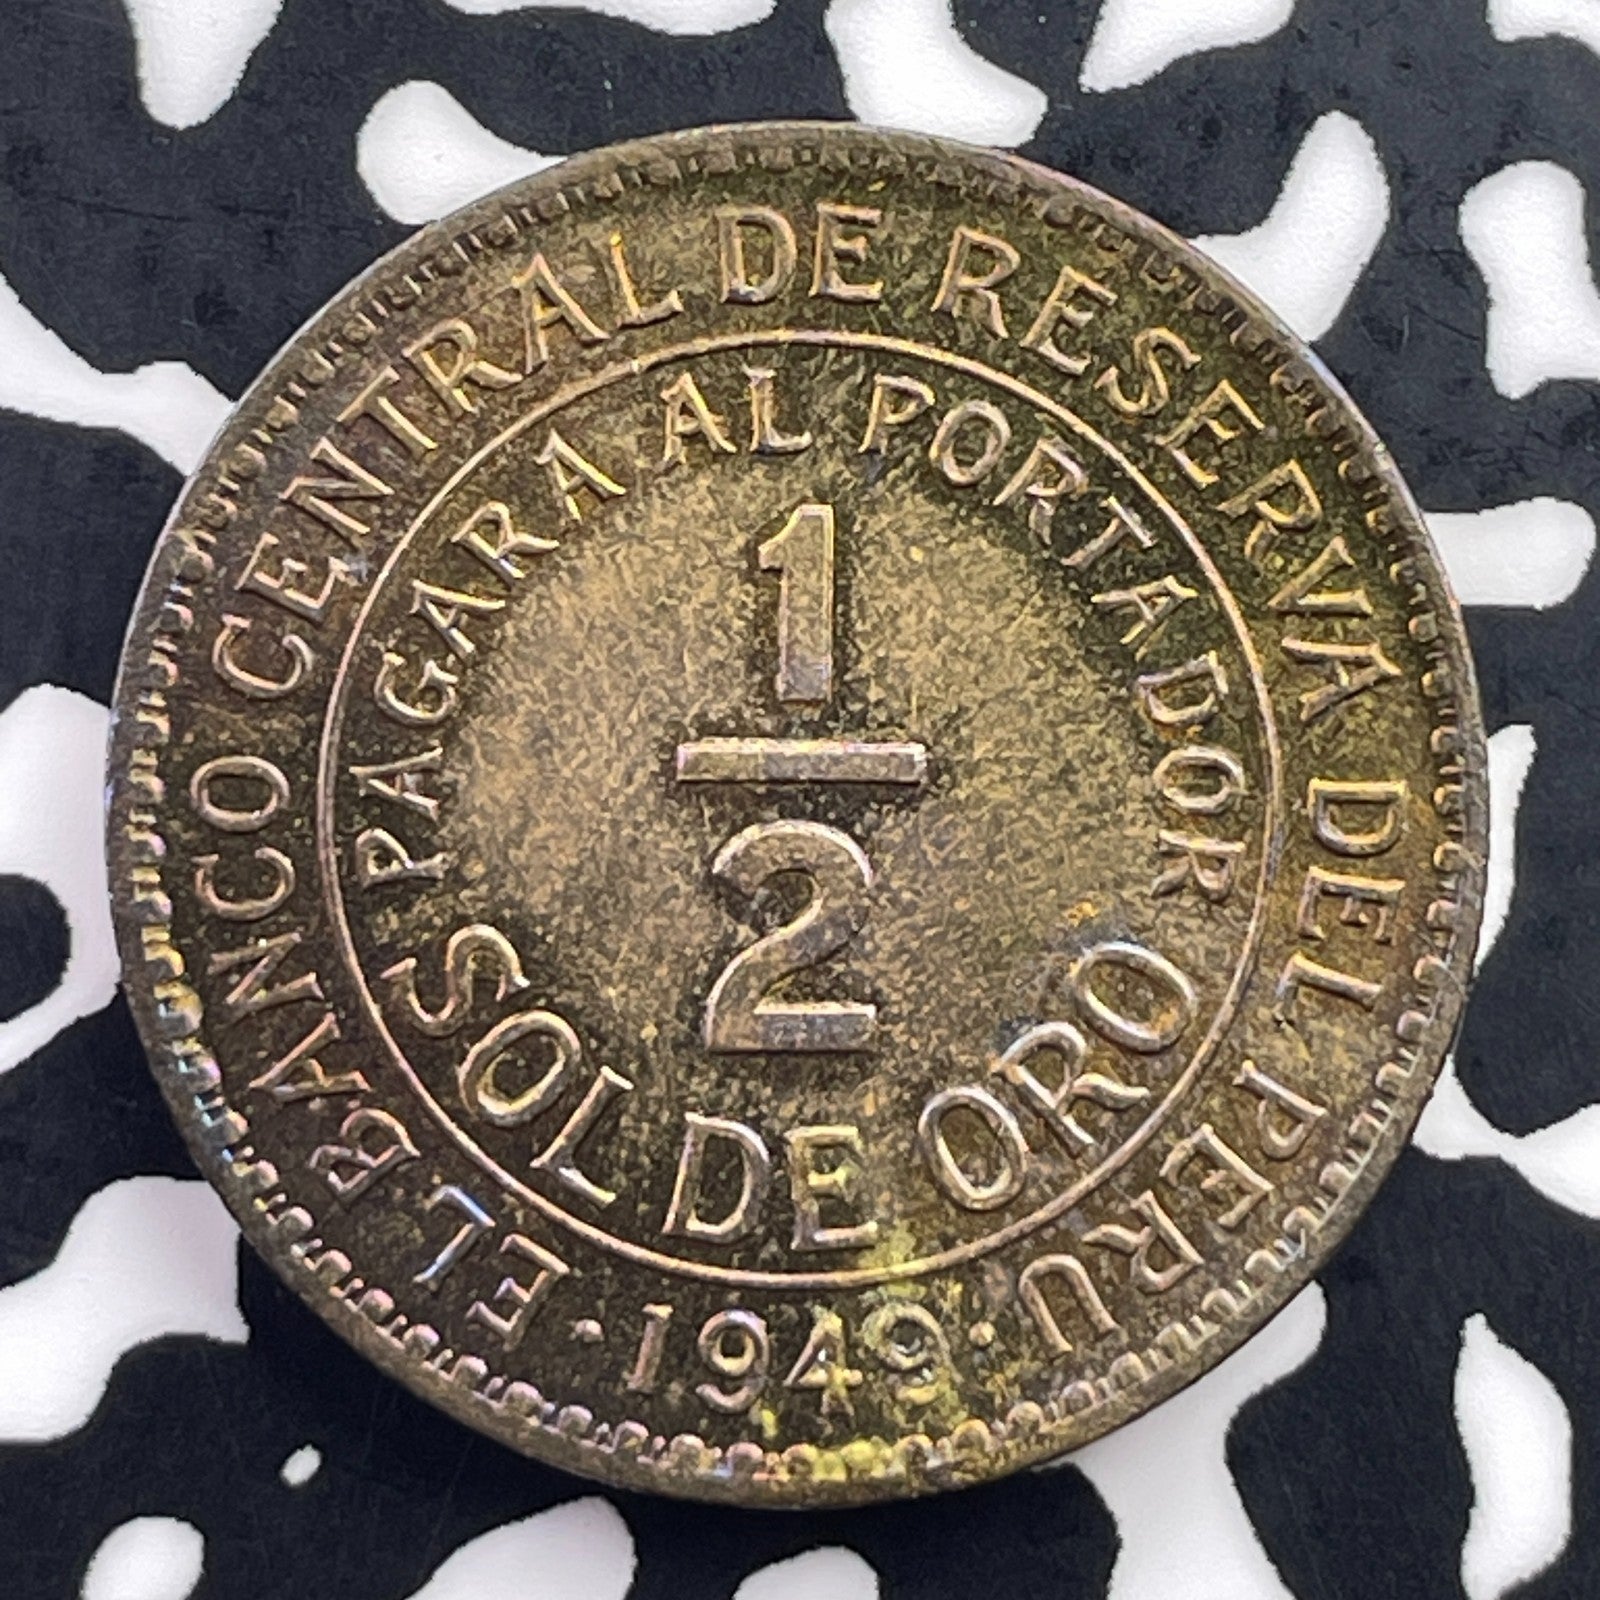 EL BANCO CENTRAL DE RESERVA DEL PERU
PAGARA AL PORTADOR
1
2
SOL DE ORO
· 1949 ·